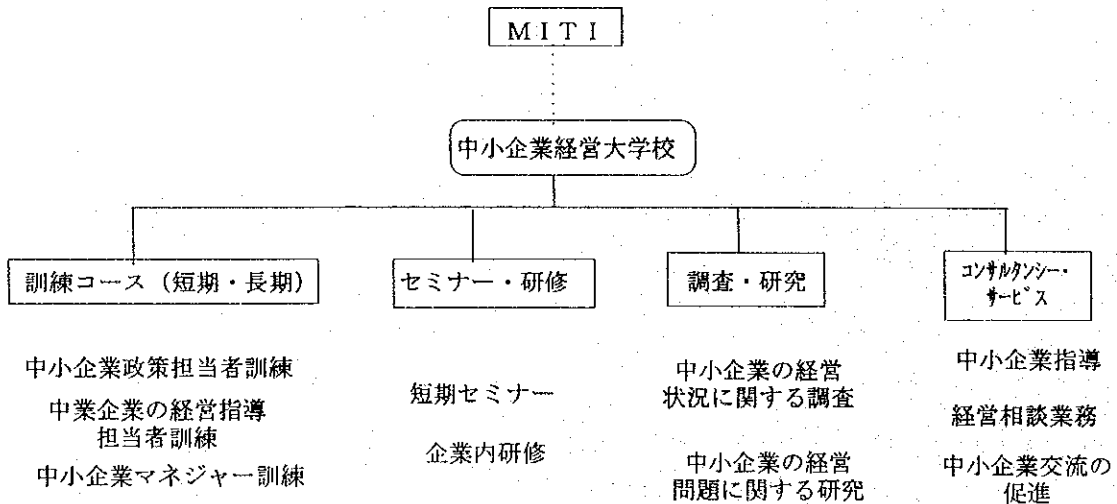 ＭＩＴＩ
中小企業経営大学校
訓練コース（短期・長期）
セミナー・研修
調査・研究
コンサルタンシー・
サービス
中小企業政策担当者訓練
中業企業の経営指導
担当者訓練
中小企業マネジャー訓練
短期セミナー
企業内研修
中小企業の経営
状況に関する調査
中小企業の経営
問題に関する研究
中小企業指導
経営相談業務
中小企業交流の
促進